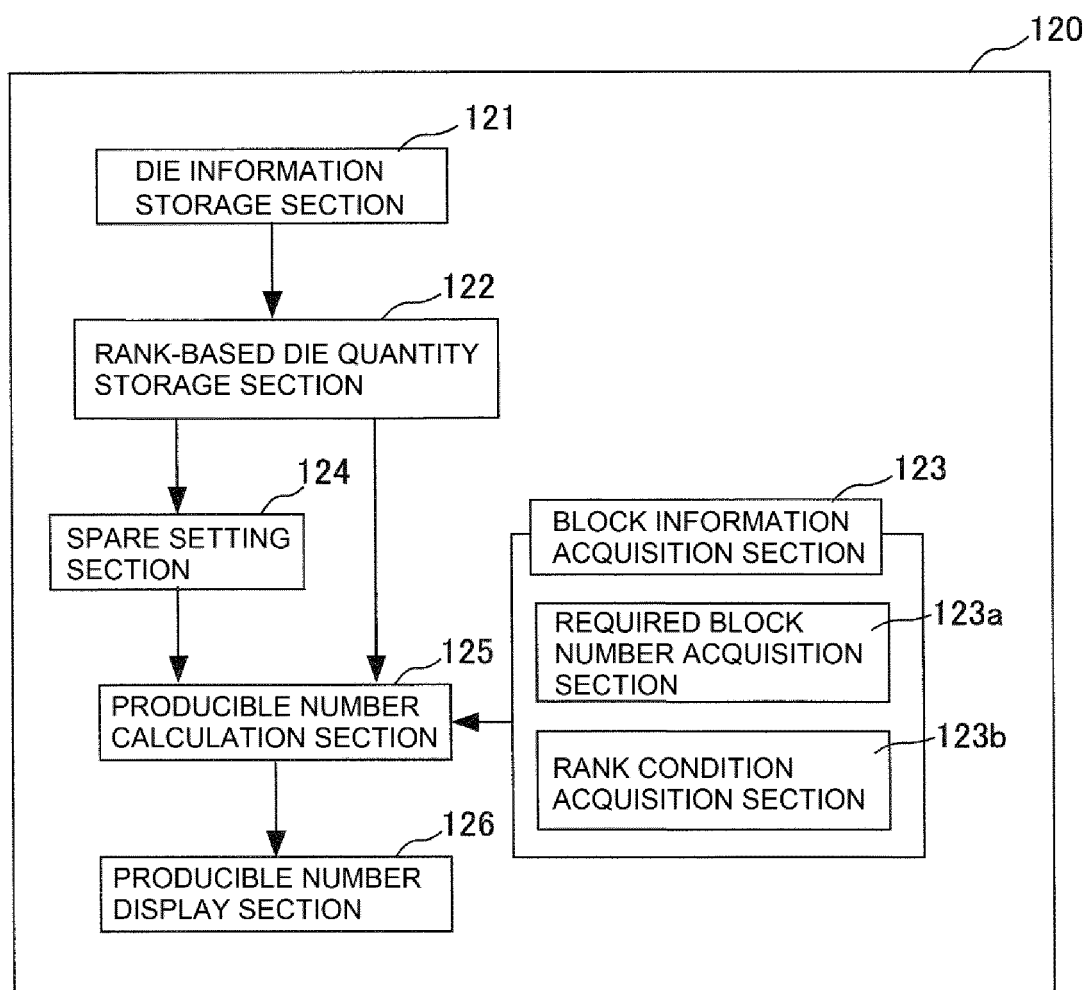 120
121
DIE INFORMATION
STORAGE SECTION
122
RANK-BASED DIE QUANTITY
STORAGE SECTION
124
SPARE SETTING
SECTION
123
BLOCK INFORMATION
ACQUISITION SECTION
123a
REQUIRED BLOCK
NUMBER ACQUISITION
SECTION
123b
RANK CONDITION
ACQUISITION SECTION
125
PRODUCIBLE NUMBER
CALCULATION SECTION
126
PRODUCIBLE NUMBER
DISPLAY SECTION